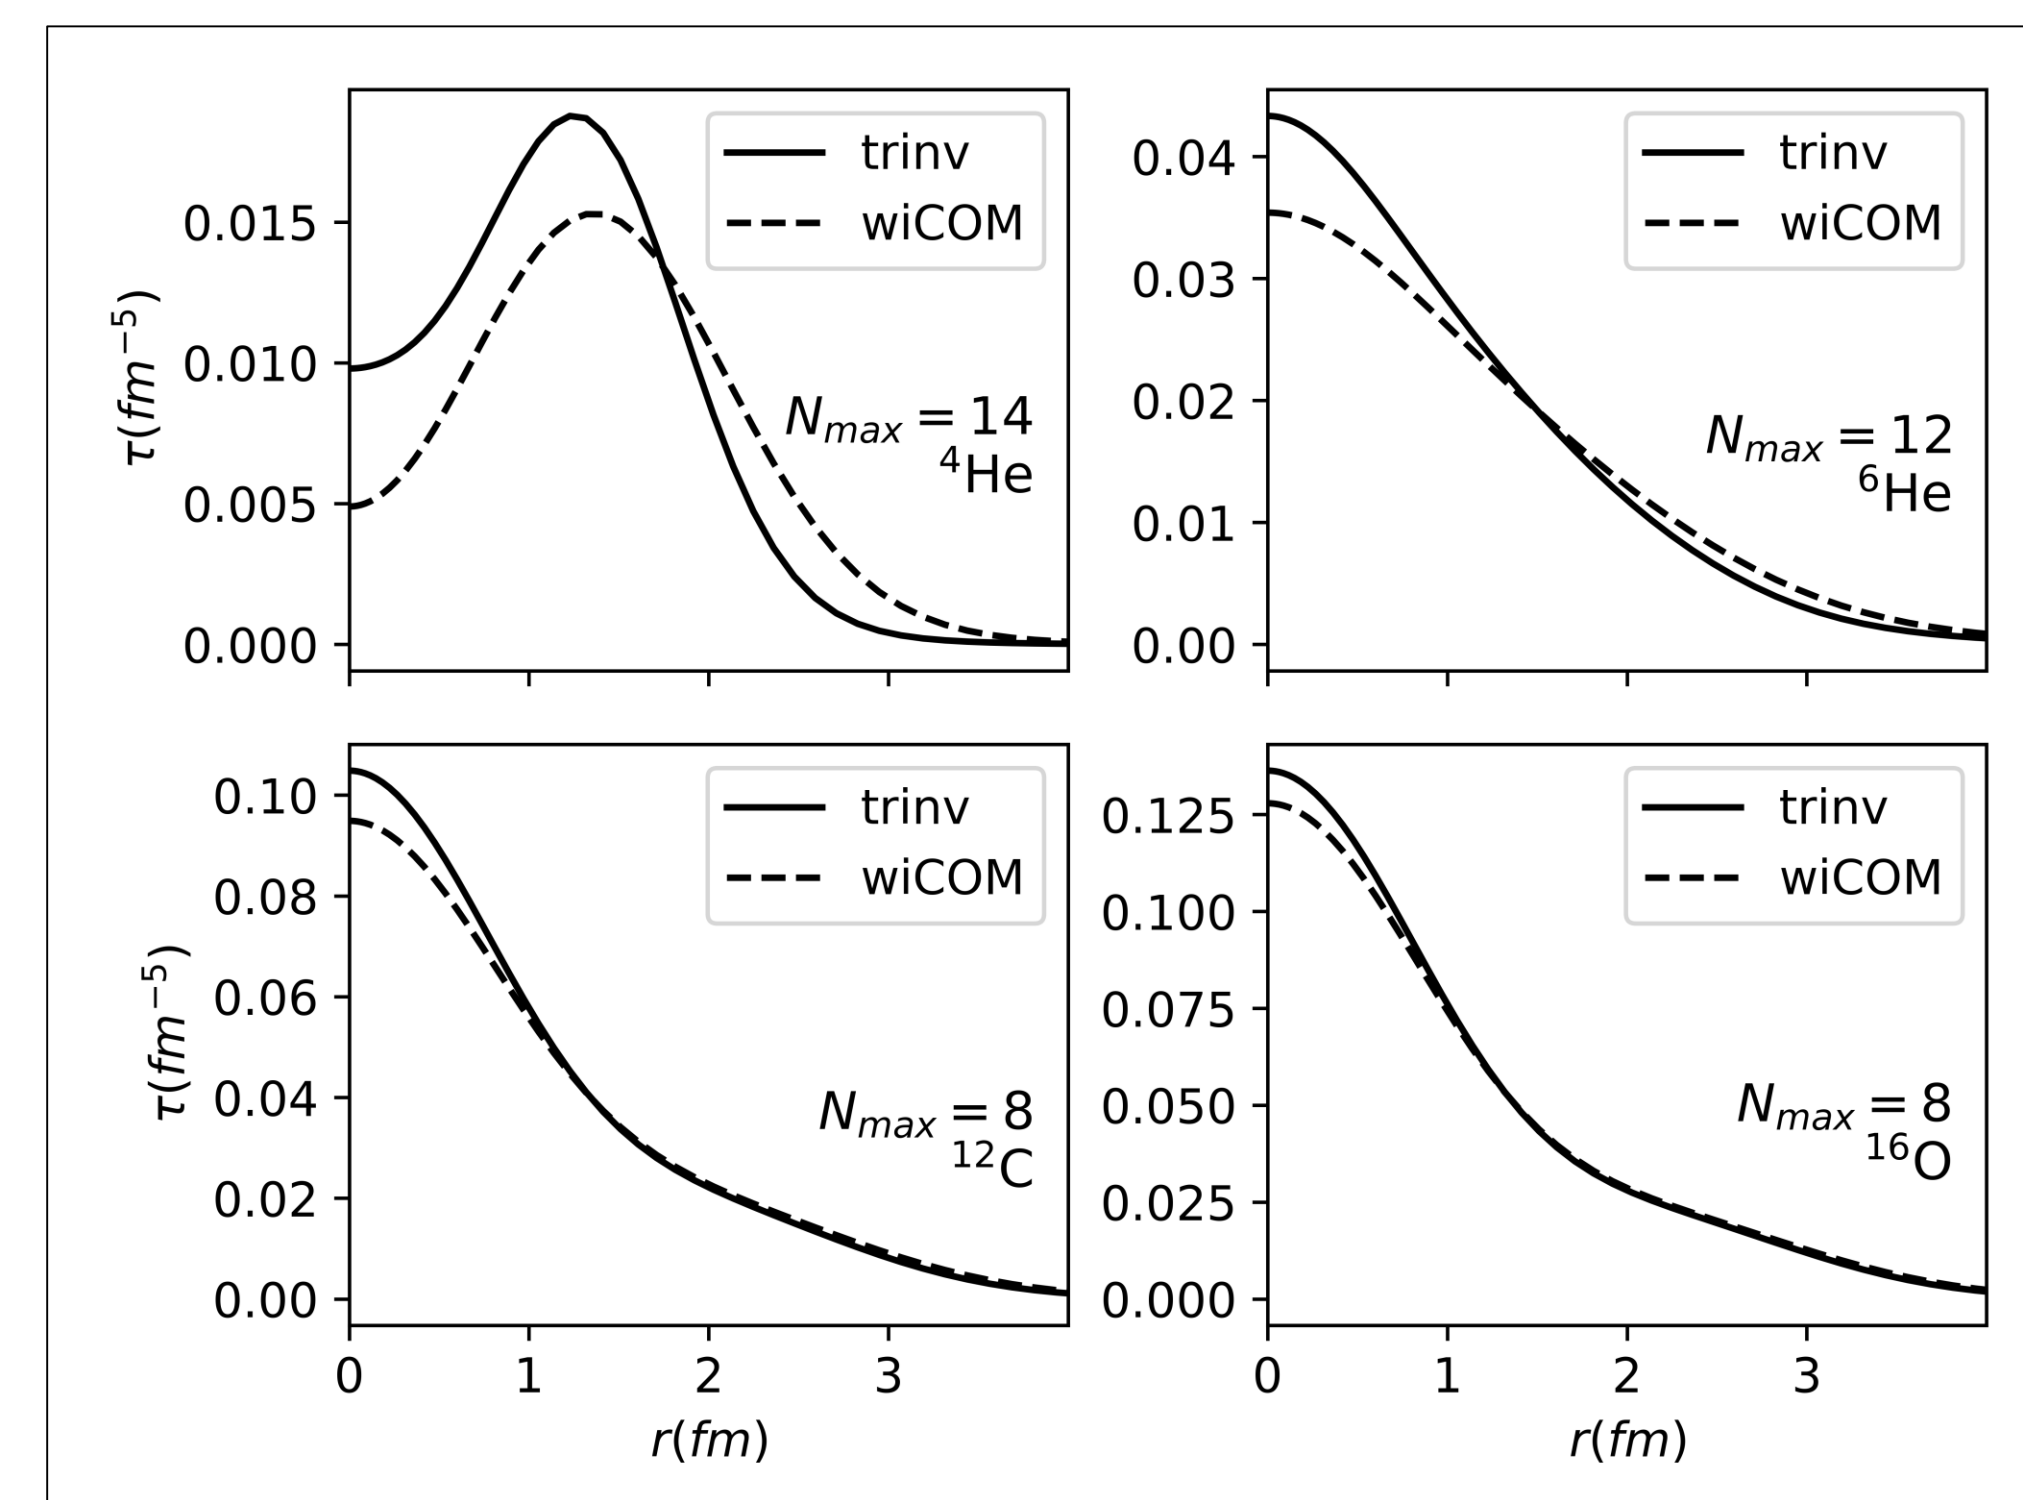 τ(fm⁻⁵)
0.015
0.010
0.005
0.000
trinv
wiCOM
N_max = 14
⁴He
0.04
0.03
0.02
0.01
0.00
trinv
wiCOM
N_max = 12
⁶He
τ(fm⁻⁵)
0.10
0.08
0.06
0.04
0.02
0.00
trinv
wiCOM
N_max = 8
¹²C
0 1 2 3
r(fm)
0.125
0.100
0.075
0.050
0.025
0.000
trinv
wiCOM
N_max = 8
¹⁶O
0 1 2 3
r(fm)